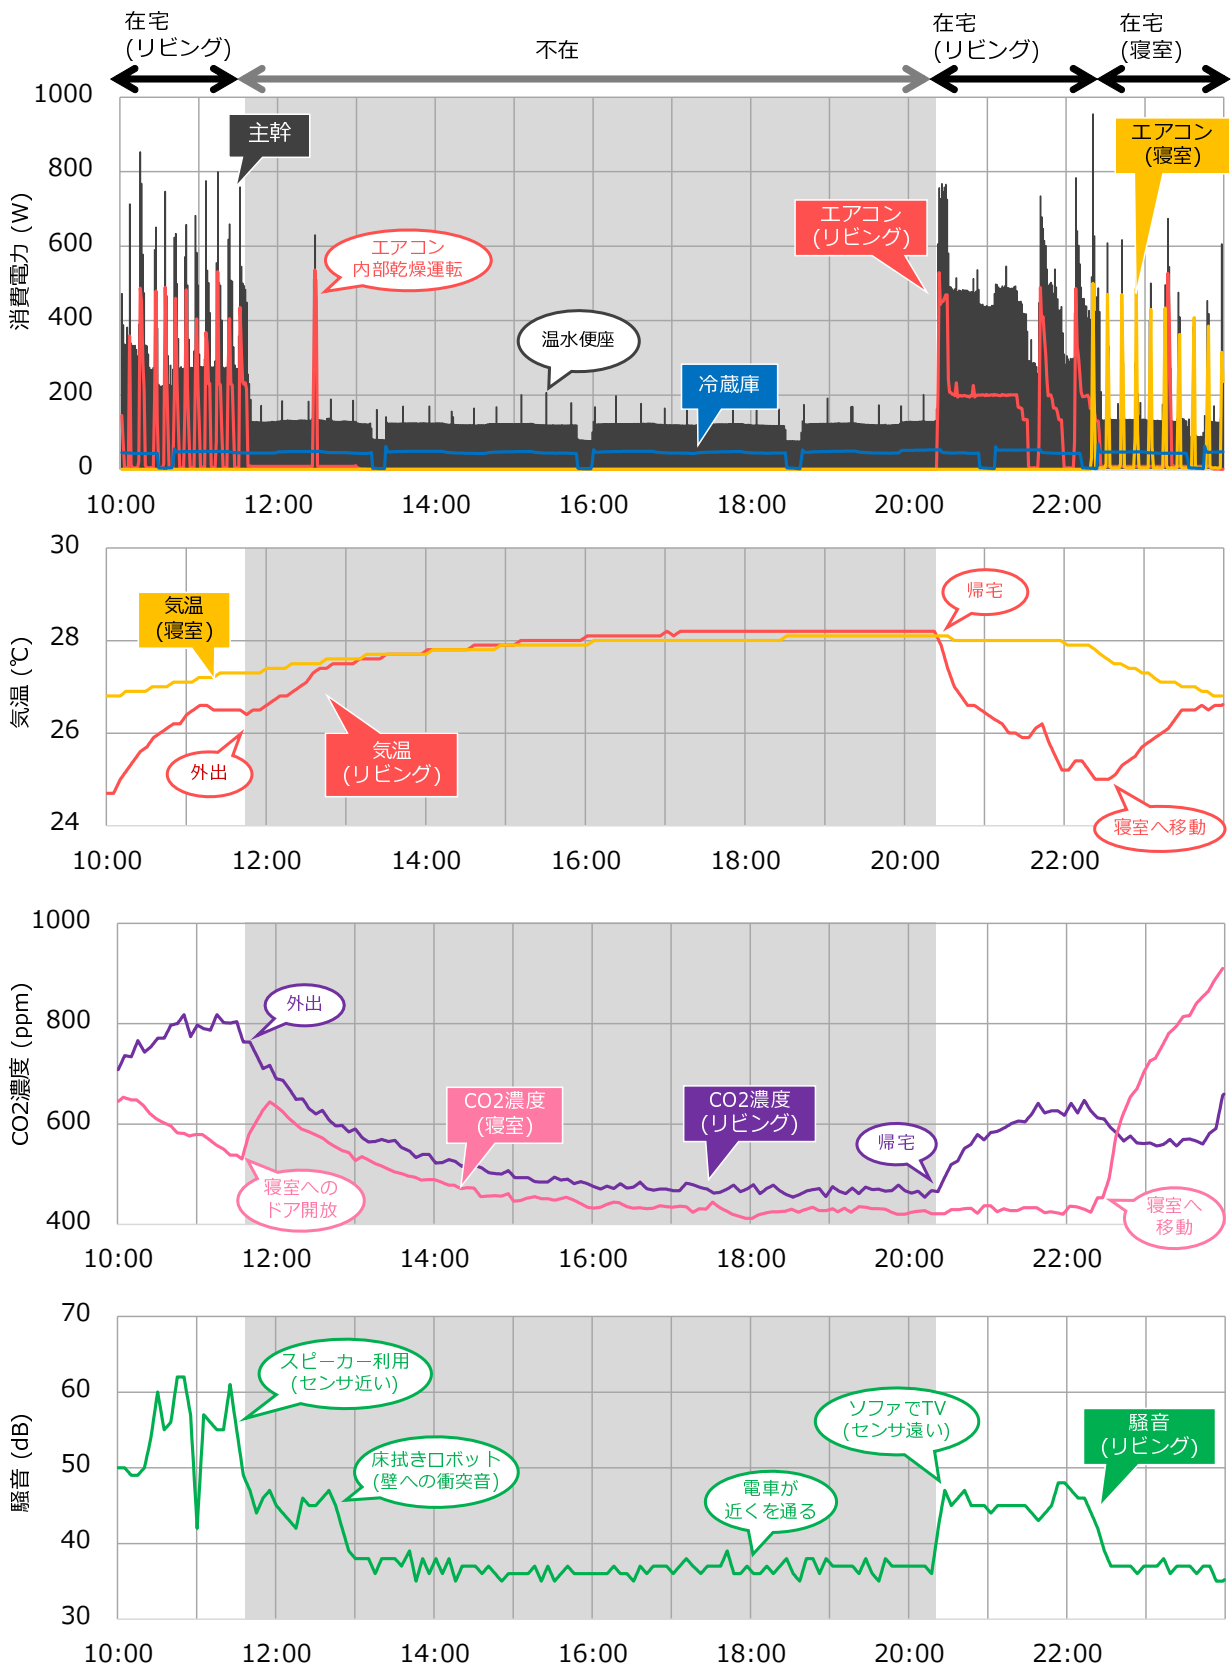 在宅
(リビング)
不在
在宅
(リビング)
在宅
(寝室)
消費電力 (W)
1000
800
600
400
200
0
主幹
エアコン
内部乾燥運転
温水便座
冷蔵庫
エアコン
(リビング)
エアコン
(寝室)
10:00
12:00
14:00
16:00
18:00
20:00
22:00
気温 (℃)
30
28
26
24
気温
(寝室)
外出
気温
(リビング)
帰宅
寝室へ移動
10:00
12:00
14:00
16:00
18:00
20:00
22:00
CO2濃度 (ppm)
1000
800
600
400
外出
寝室への
ドア開放
CO2濃度
(寝室)
CO2濃度
(リビング)
帰宅
寝室へ
移動
10:00
12:00
14:00
16:00
18:00
20:00
22:00
騒音 (dB)
70
60
50
40
30
スピーカー利用
(センサ近い)
床拭きロボット
(壁への衝突音)
電車が
近くを通る
ソファでTV
(センサ遠い)
騒音
(リビング)
10:00
12:00
14:00
16:00
18:00
20:00
22:00